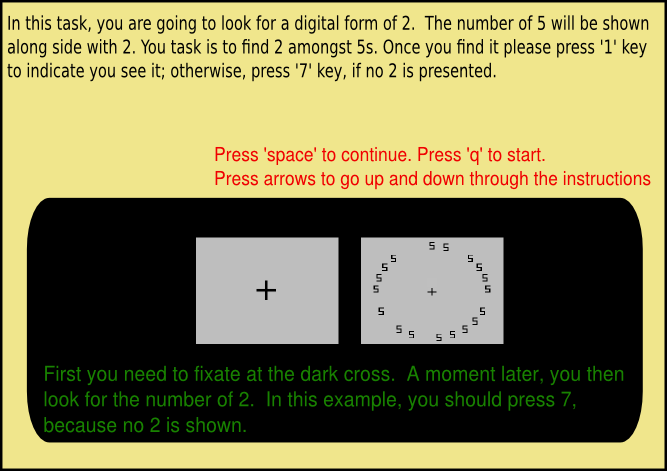 In this task, you are going to look for a digital form of 2.  The number of 5 will be shown
along side with 2. You task is to find 2 amongst 5s. Once you find it please press '1' key
to indicate you see it; otherwise, press '7' key, if no 2 is presented.
Press 'space' to continue. Press 'q' to start.
Press arrows to go up and down through the instructions
+
5 5
5 5
5 5
5 5
5 + 5
5 5
5 5
5 5 5 5
First you need to fixate at the dark cross.  A moment later, you then
look for the number of 2.  In this example, you should press 7,
because no 2 is shown.